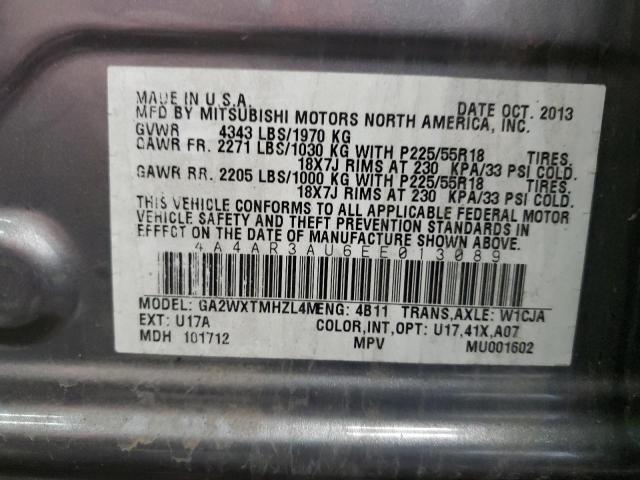 MADE IN U.S.A. DATE OCT. 2013
MFD BY MITSUBISHI MOTORS NORTH AMERICA, INC.
GVWR 4343 LBS/1970 KG
GAWR FR. 2271 LBS/1030 KG WITH P225/55R18 TIRES.
18X7J RIMS AT 230 KPA/33 PSI COLD.
GAWR RR. 2205 LBS/1000 KG WITH P225/55R18 TIRES.
18X7J RIMS AT 230 KPA/33 PSI COLD.
THIS VEHICLE CONFORMS TO ALL APPLICABLE FEDERAL MOTOR
VEHICLE SAFETY AND THEFT PREVENTION STANDARDS IN
EFFECT ON THE DATE OF MANUFACTURE SHOWN ABOVE.
4A4AR3AU6EE013089
MODEL: GA2WXTMHZL4MENG: 4B11 TRANS,AXLE: W1CJA
EXT: U17A COLOR,INT,OPT: U17,41X,A07
MDH 101712 MPV MU001602